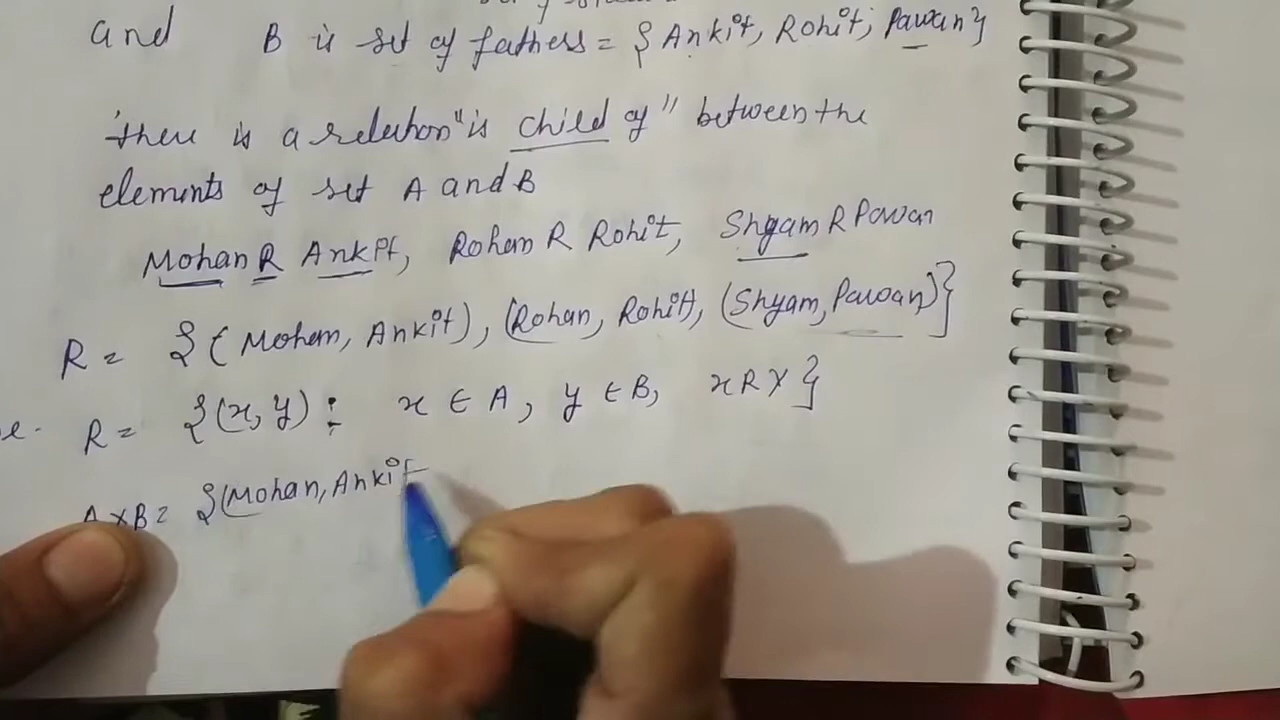 and B is set of fathers = {Ankit, Rohit, Pawan}
there is a relation "is child of" between the
elements of set A and B
Mohan R Ankit, Rohan R Rohit, Shyam R Pawan
R = {(Mohan, Ankit), (Rohan, Rohit), (Shyam, Pawan)}
R = {(x, y) : x ∈ A, y ∈ B, x R y}
A × B = {(Mohan, Ankit